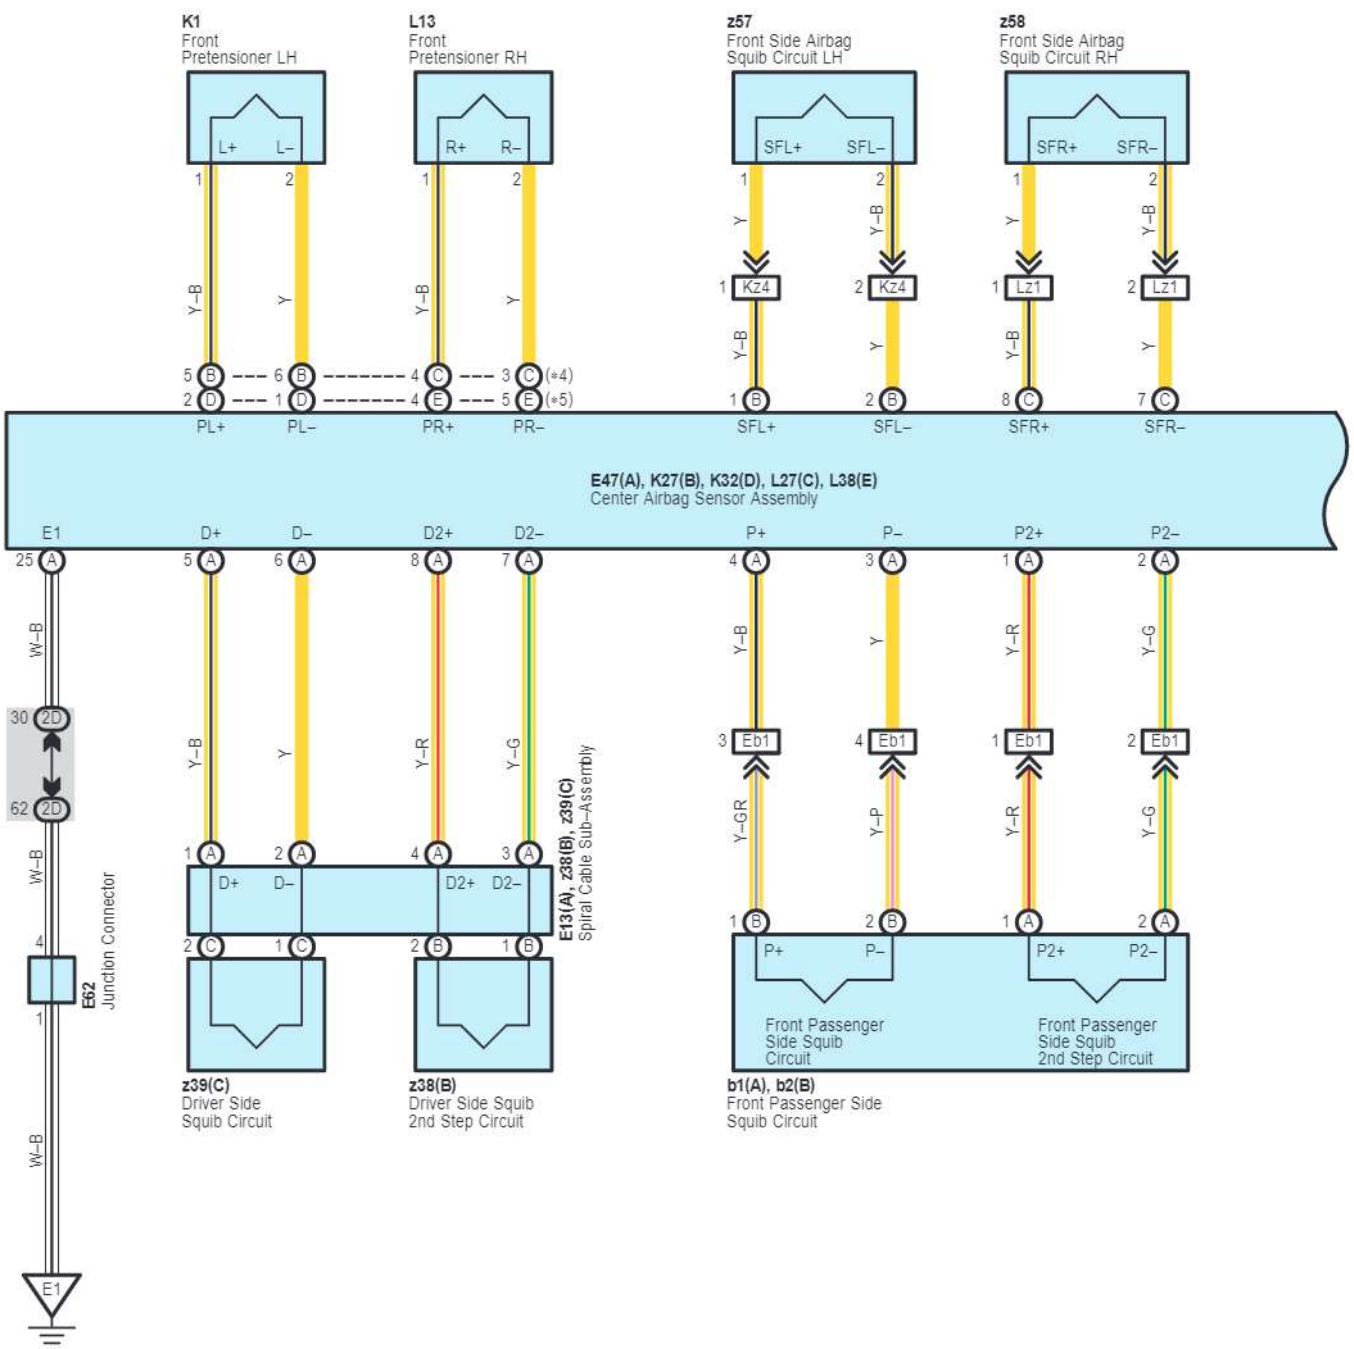 K1
Front
Pretensioner LH
L13
Front
Pretensioner RH
z57
Front Side Airbag
Squib Circuit LH
z58
Front Side Airbag
Squib Circuit RH
L+ L– R+ R– SFL+ SFL– SFR+ SFR–
1 2 1 2 1 2 1 2
Y Y–B Y Y–B
Y–B Y Y–B Y
1 Kz4 2 Kz4 1 Lz1 2 Lz1
Y–B Y Y–B Y
5 B 6 B 4 C 3 C (*4)
2 D 1 D 4 E 5 E (*5) 1 B 2 B 8 C 7 C
PL+ PL– PR+ PR– SFL+ SFL– SFR+ SFR–
E47(A), K27(B), K32(D), L27(C), L38(E)
Center Airbag Sensor Assembly
E1 D+ D– D2+ D2– P+ P– P2+ P2–
25 A 5 A 6 A 8 A 7 A 4 A 3 A 1 A 2 A
W–B Y–B Y Y–R Y–G
30 2D
3 Eb1 4 Eb1 1 Eb1 2 Eb1
Y–B Y Y–R Y–G
62 2D
Y–GR Y–P Y–R Y–G
W–B
1 A 2 A 4 A 3 A
D+ D– D2+ D2–
E13(A), z38(B), z39(C)
Spiral Cable Sub–Assembly
1 B 2 B 1 A 2 A
4
2 C 1 C 2 B 1 B
P+ P– P2+ P2–
E62
Junction Connector
1
Front Passenger
Side Squib
Circuit
Front Passenger
Side Squib
2nd Step Circuit
z39(C)
Driver Side
Squib Circuit
z38(B)
Driver Side Squib
2nd Step Circuit
b1(A), b2(B)
Front Passenger Side
Squib Circuit
W–B
E1